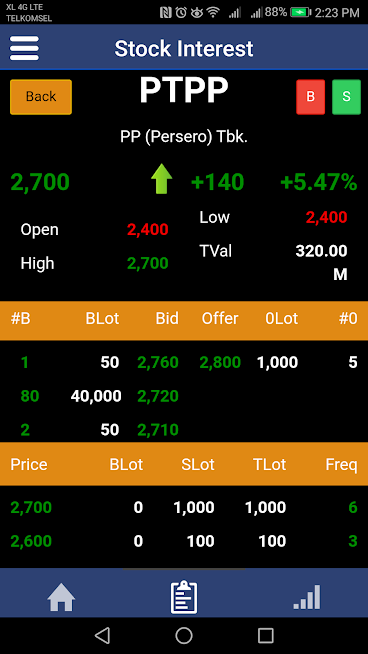 XL 4G LTE
TELKOMSEL
88% 2:23 PM
Stock Interest
Back PTPP B S
PP (Persero) Tbk.
2,700 +140 +5.47%
Open 2,400 Low 2,400
High 2,700 TVal 320.00 M
#B BLot Bid Offer 0Lot #0
1 50 2,760 2,800 1,000 5
80 40,000 2,720
2 50 2,710
Price BLot SLot TLot Freq
2,700 0 1,000 1,000 6
2,600 0 100 100 3